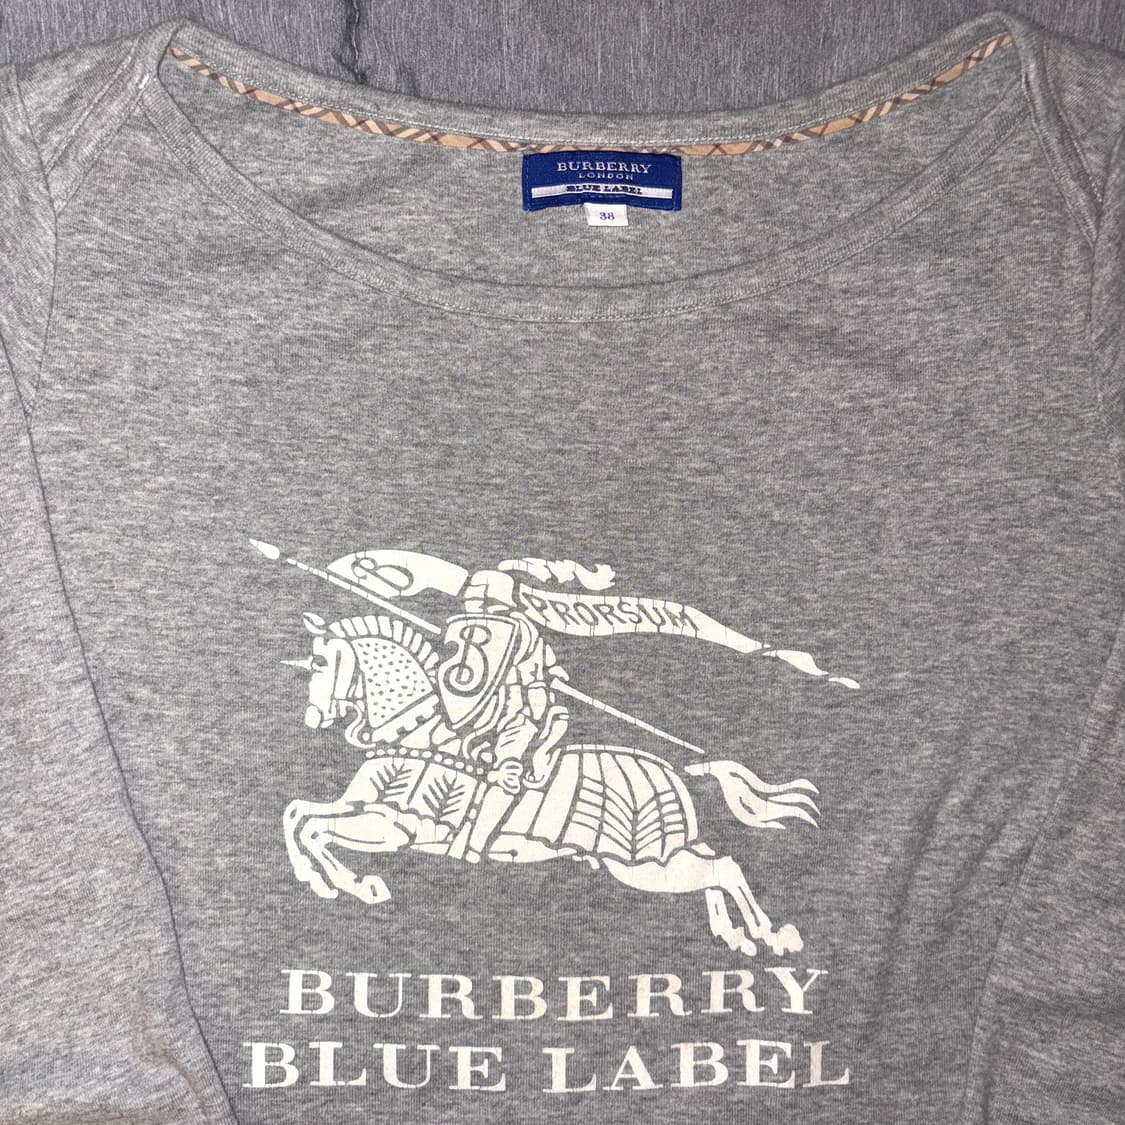 BURBERRY
LONDON
BLUE LABEL
38
B
PRORSUM
B
BURBERRY
BLUE LABEL